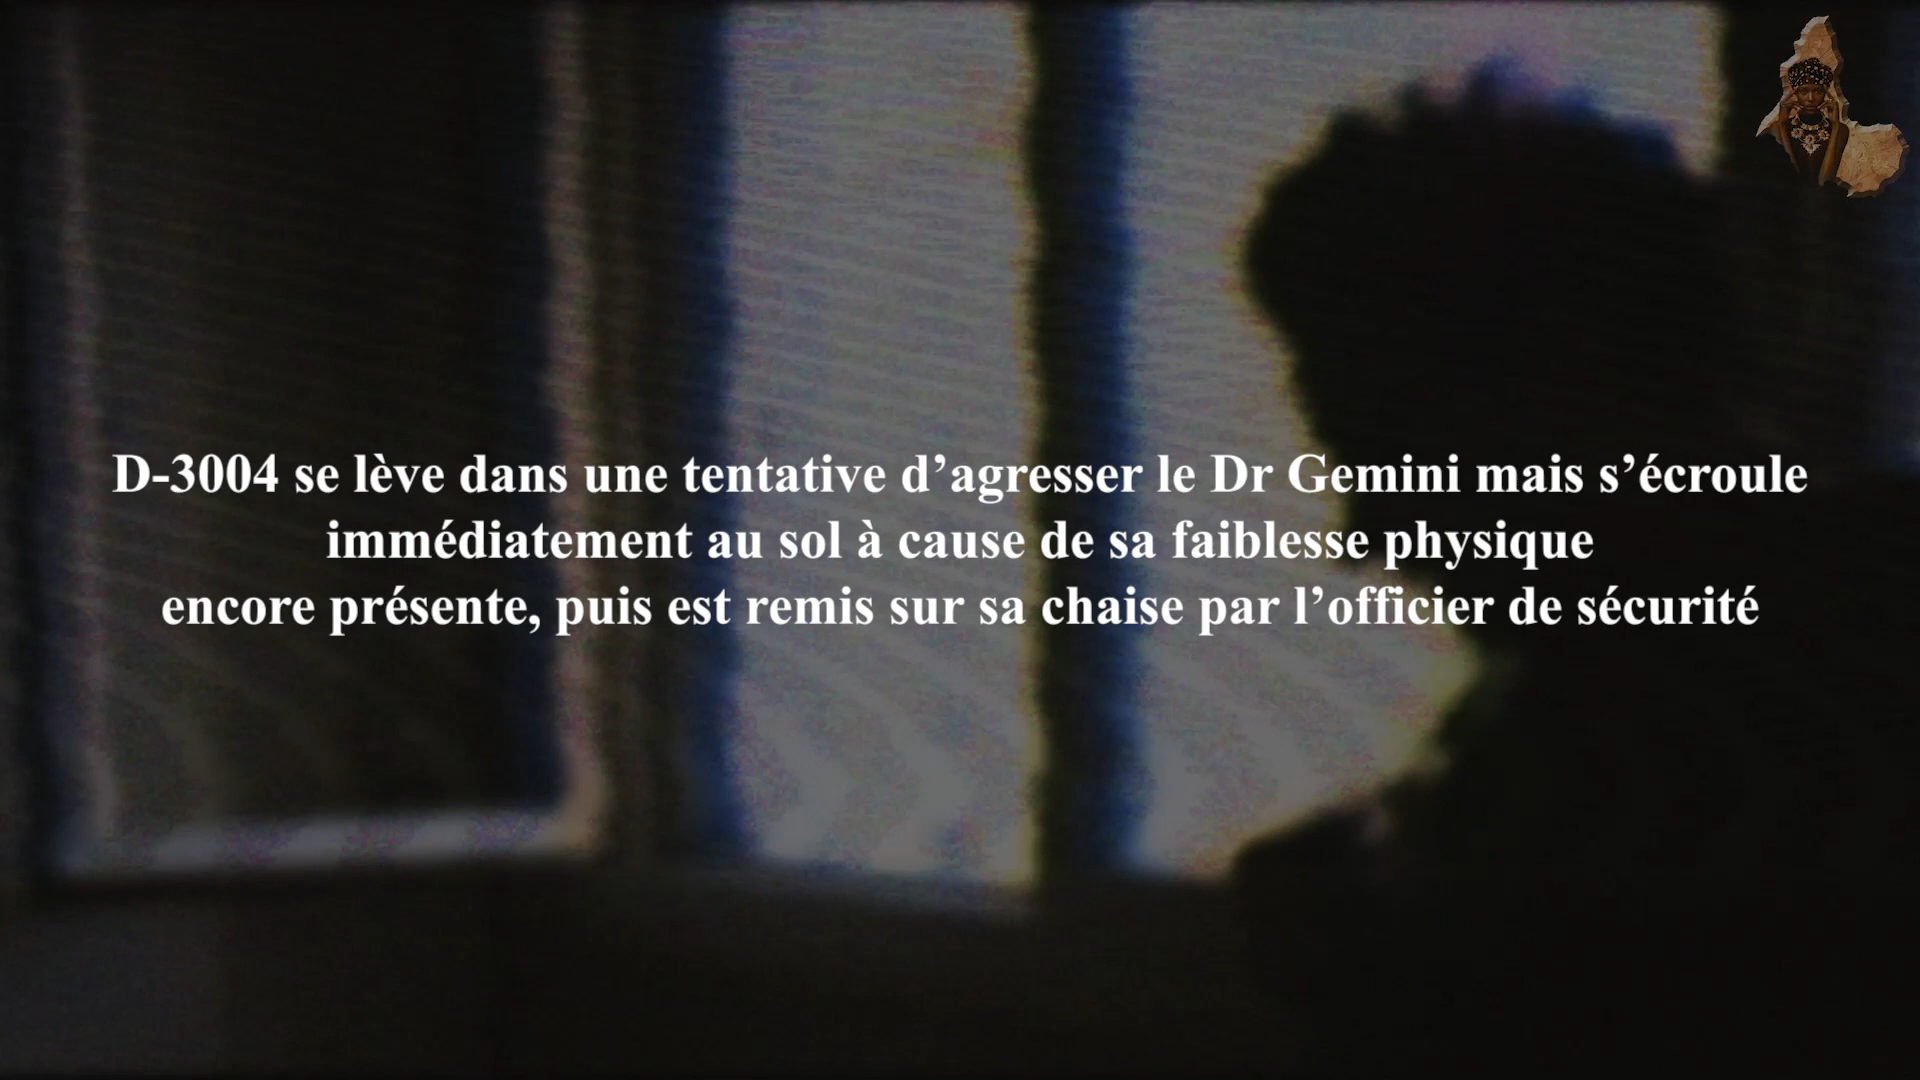 D-3004 se lève dans une tentative d’agresser le Dr Gemini mais s’écroule
immédiatement au sol à cause de sa faiblesse physique
encore présente, puis est remis sur sa chaise par l’officier de sécurité